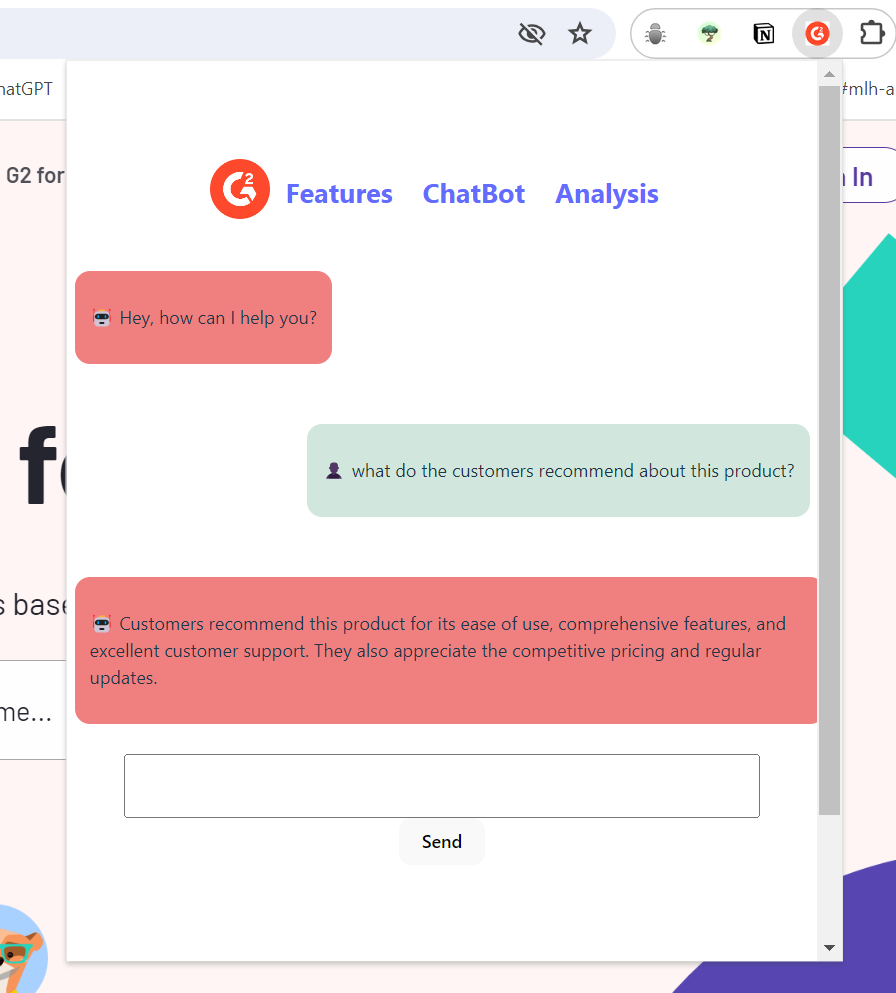 hatGPT
#mlh-a
G2 for
n In
G2
Features ChatBot Analysis
Hey, how can I help you?
what do the customers recommend about this product?
Customers recommend this product for its ease of use, comprehensive features, and
excellent customer support. They also appreciate the competitive pricing and regular
updates.
fo
s base
me...
Send